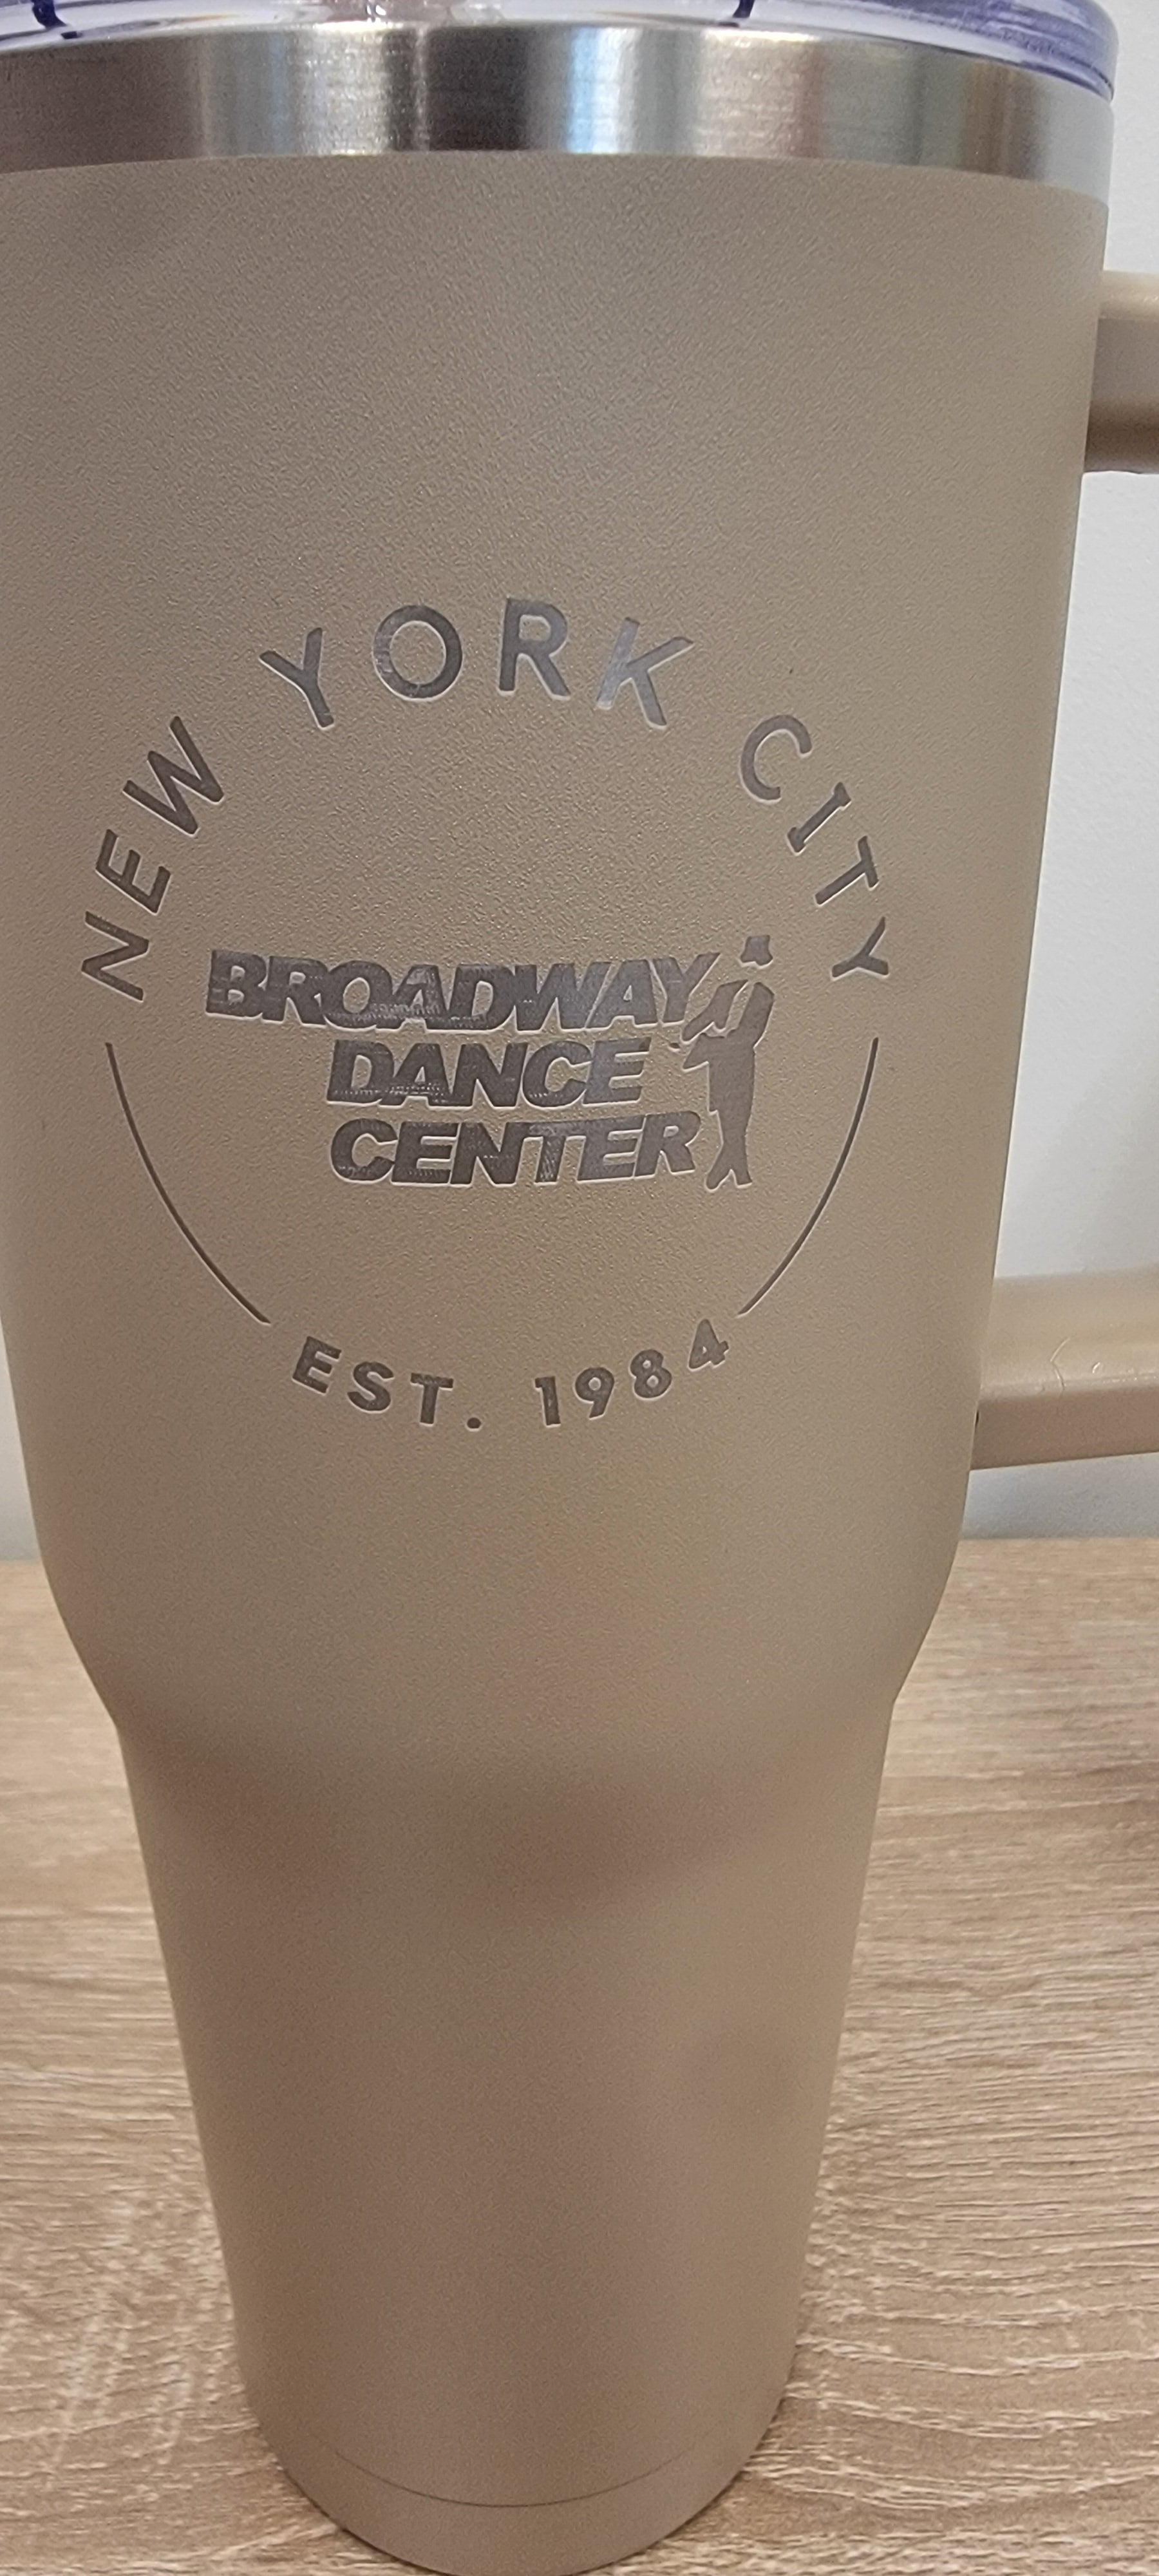 NEW YORK CITY
BROADWAY
DANCE
CENTER
EST. 1984